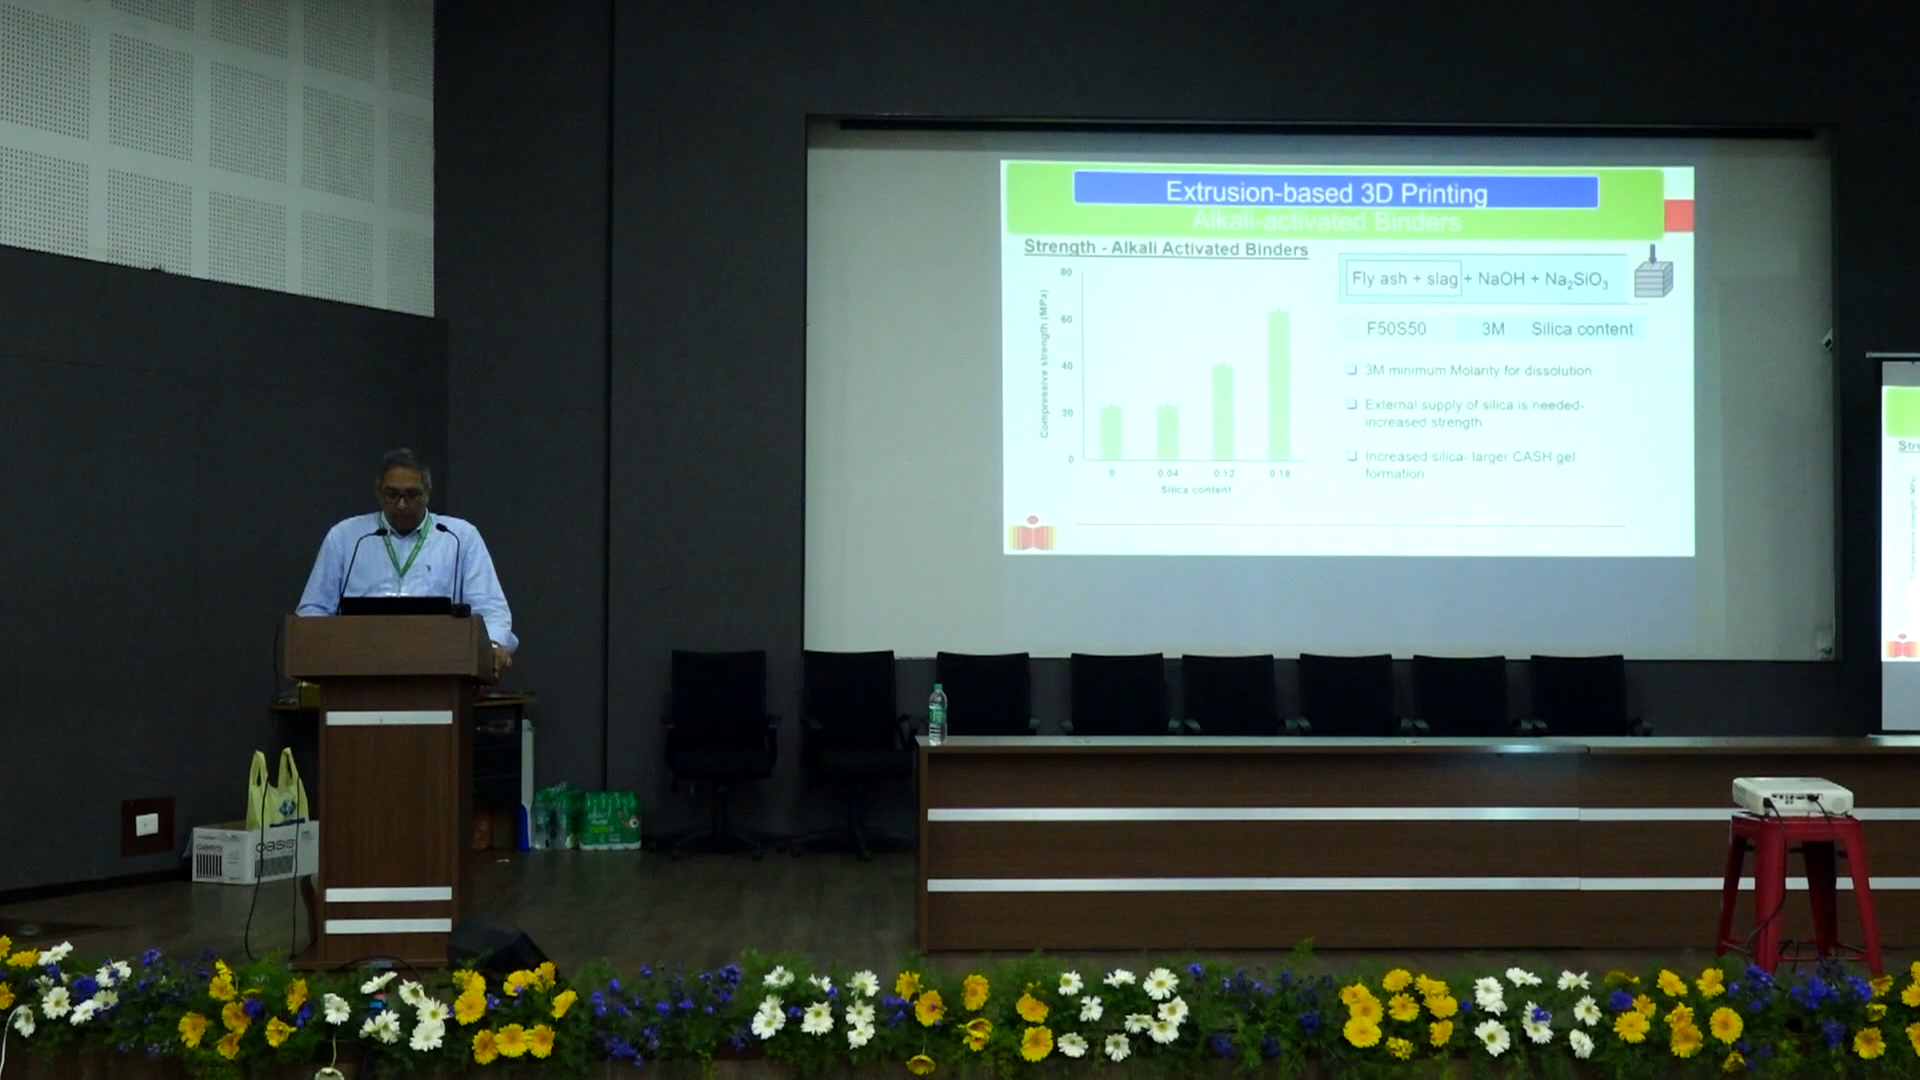 Extrusion-based 3D Printing
Alkali-activated Binders
Strength - Alkali Activated Binders
Compressive strength (MPa)
80
60
40
20
0
0 0.04 0.12 0.18
Silica content
Fly ash + slag + NaOH + Na₂SiO₃
F50S50 3M Silica content
❑ 3M minimum Molarity for dissolution
❑ External supply of silica is needed-
increased strength
❑ Increased silica- larger CASH gel
formation
Stre
OASIS